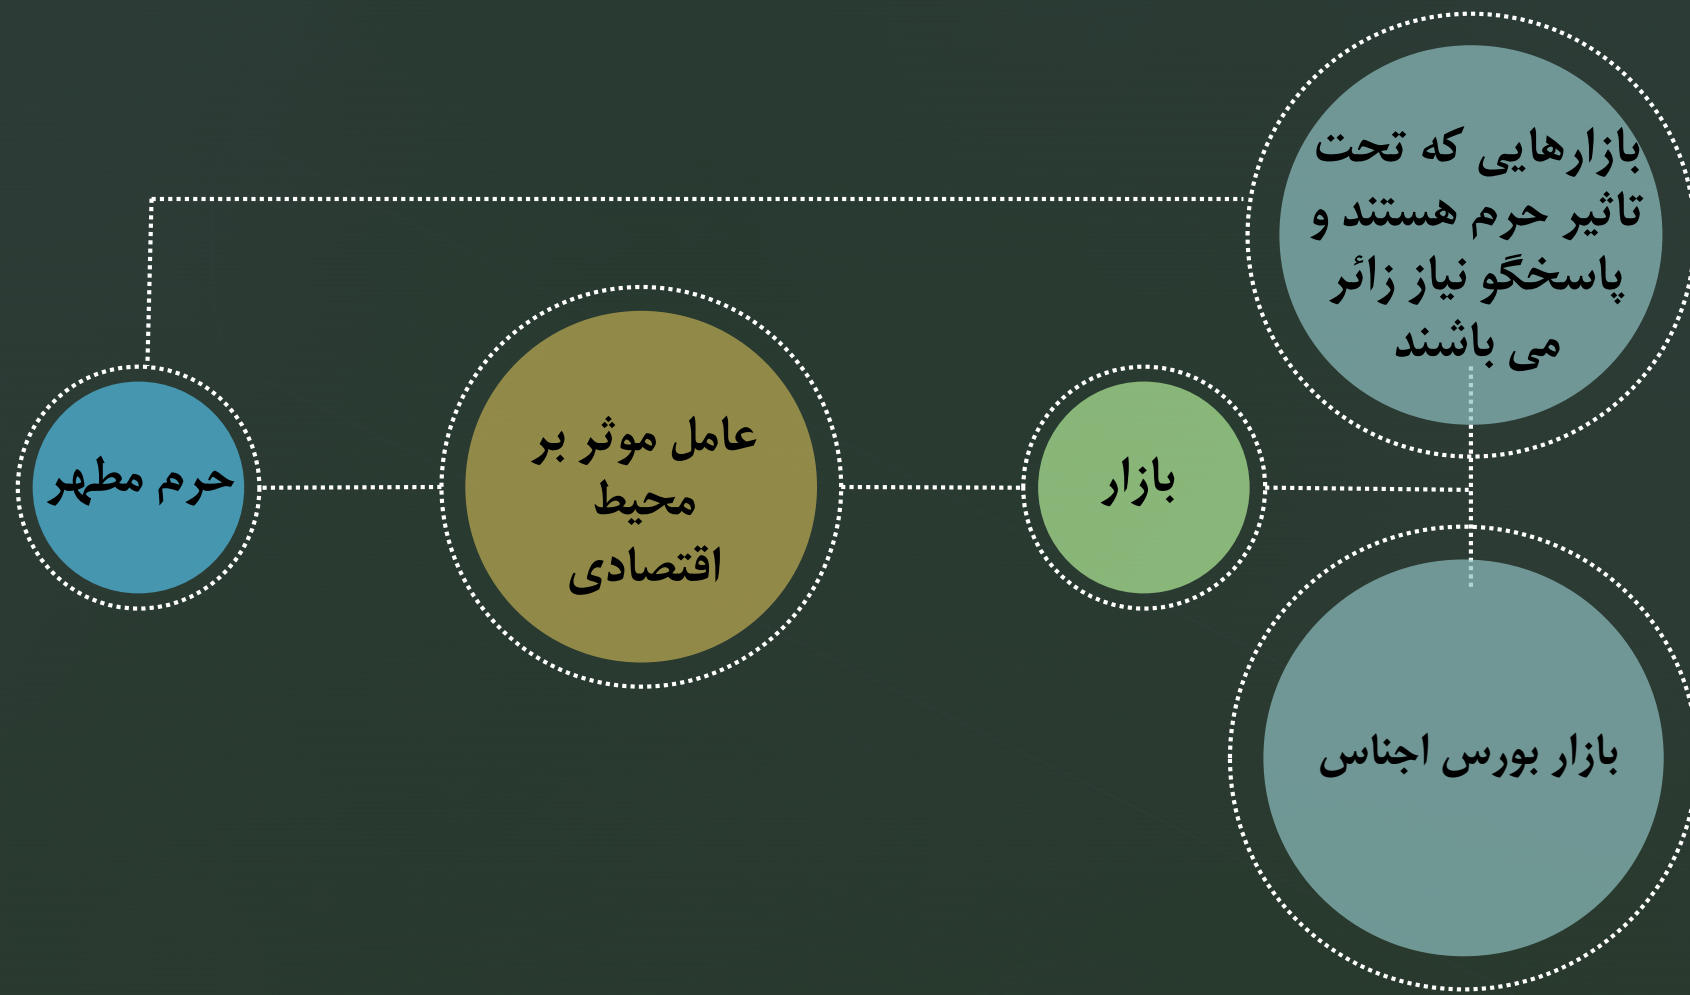 بازارهایی که تحت
تاثیر حرم هستند و
پاسخگو نیاز زائر
می باشند
بازار
عامل موثر بر
محیط
اقتصادی
حرم مطهر
بازار بورس اجناس